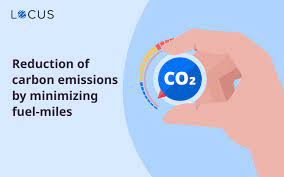 LOCUS
Reduction of
carbon emissions
by minimizing
fuel-miles
CO₂